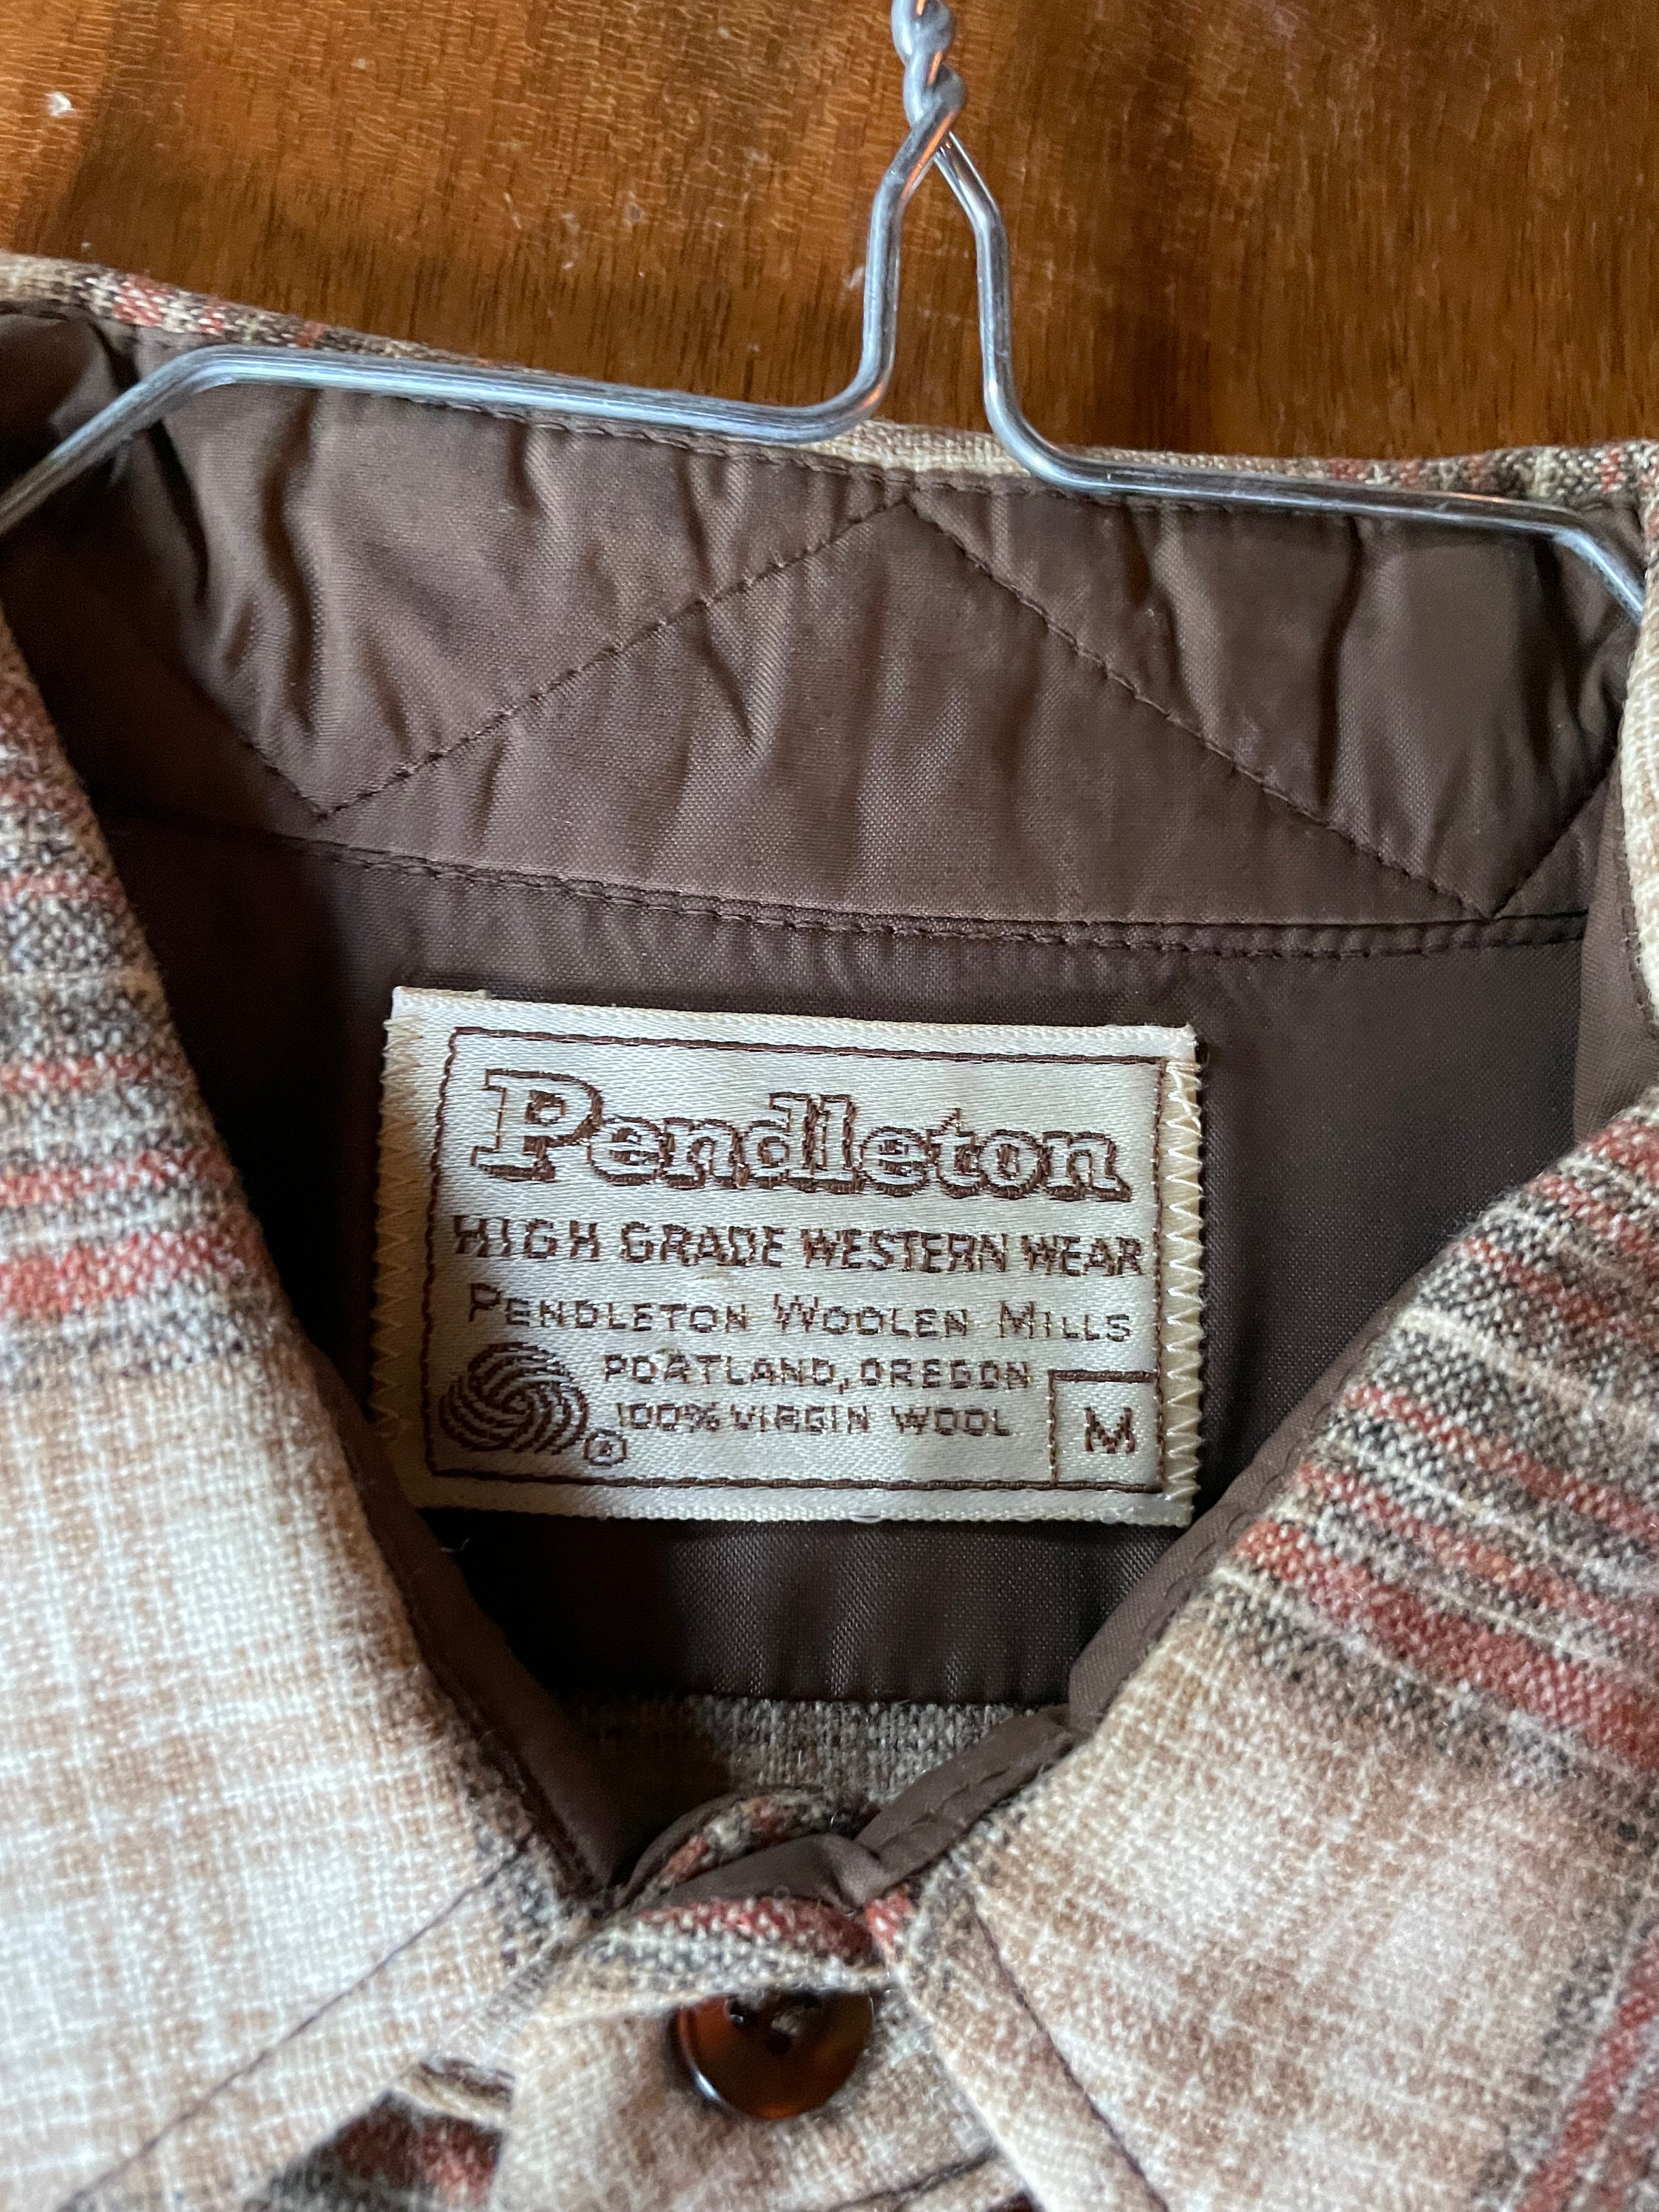 Pendleton
HIGH GRADE WESTERN WEAR
PENDLETON WOOLEN MILLS
PORTLAND, OREGON
® 100% VIRGIN WOOL
M